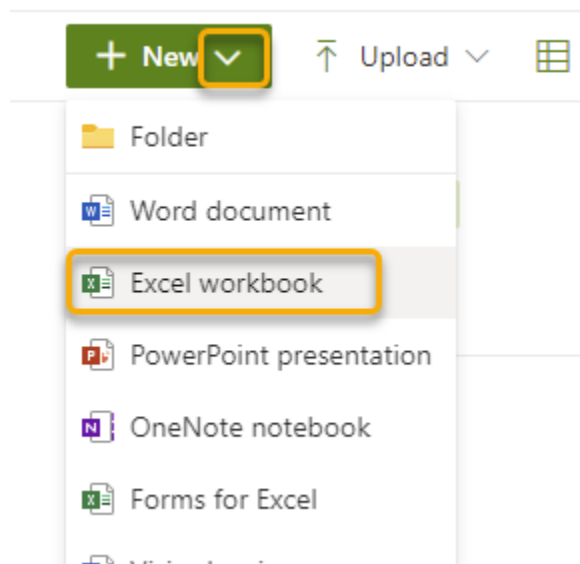 + New
Upload
Folder
Word document
Excel workbook
PowerPoint presentation
OneNote notebook
Forms for Excel